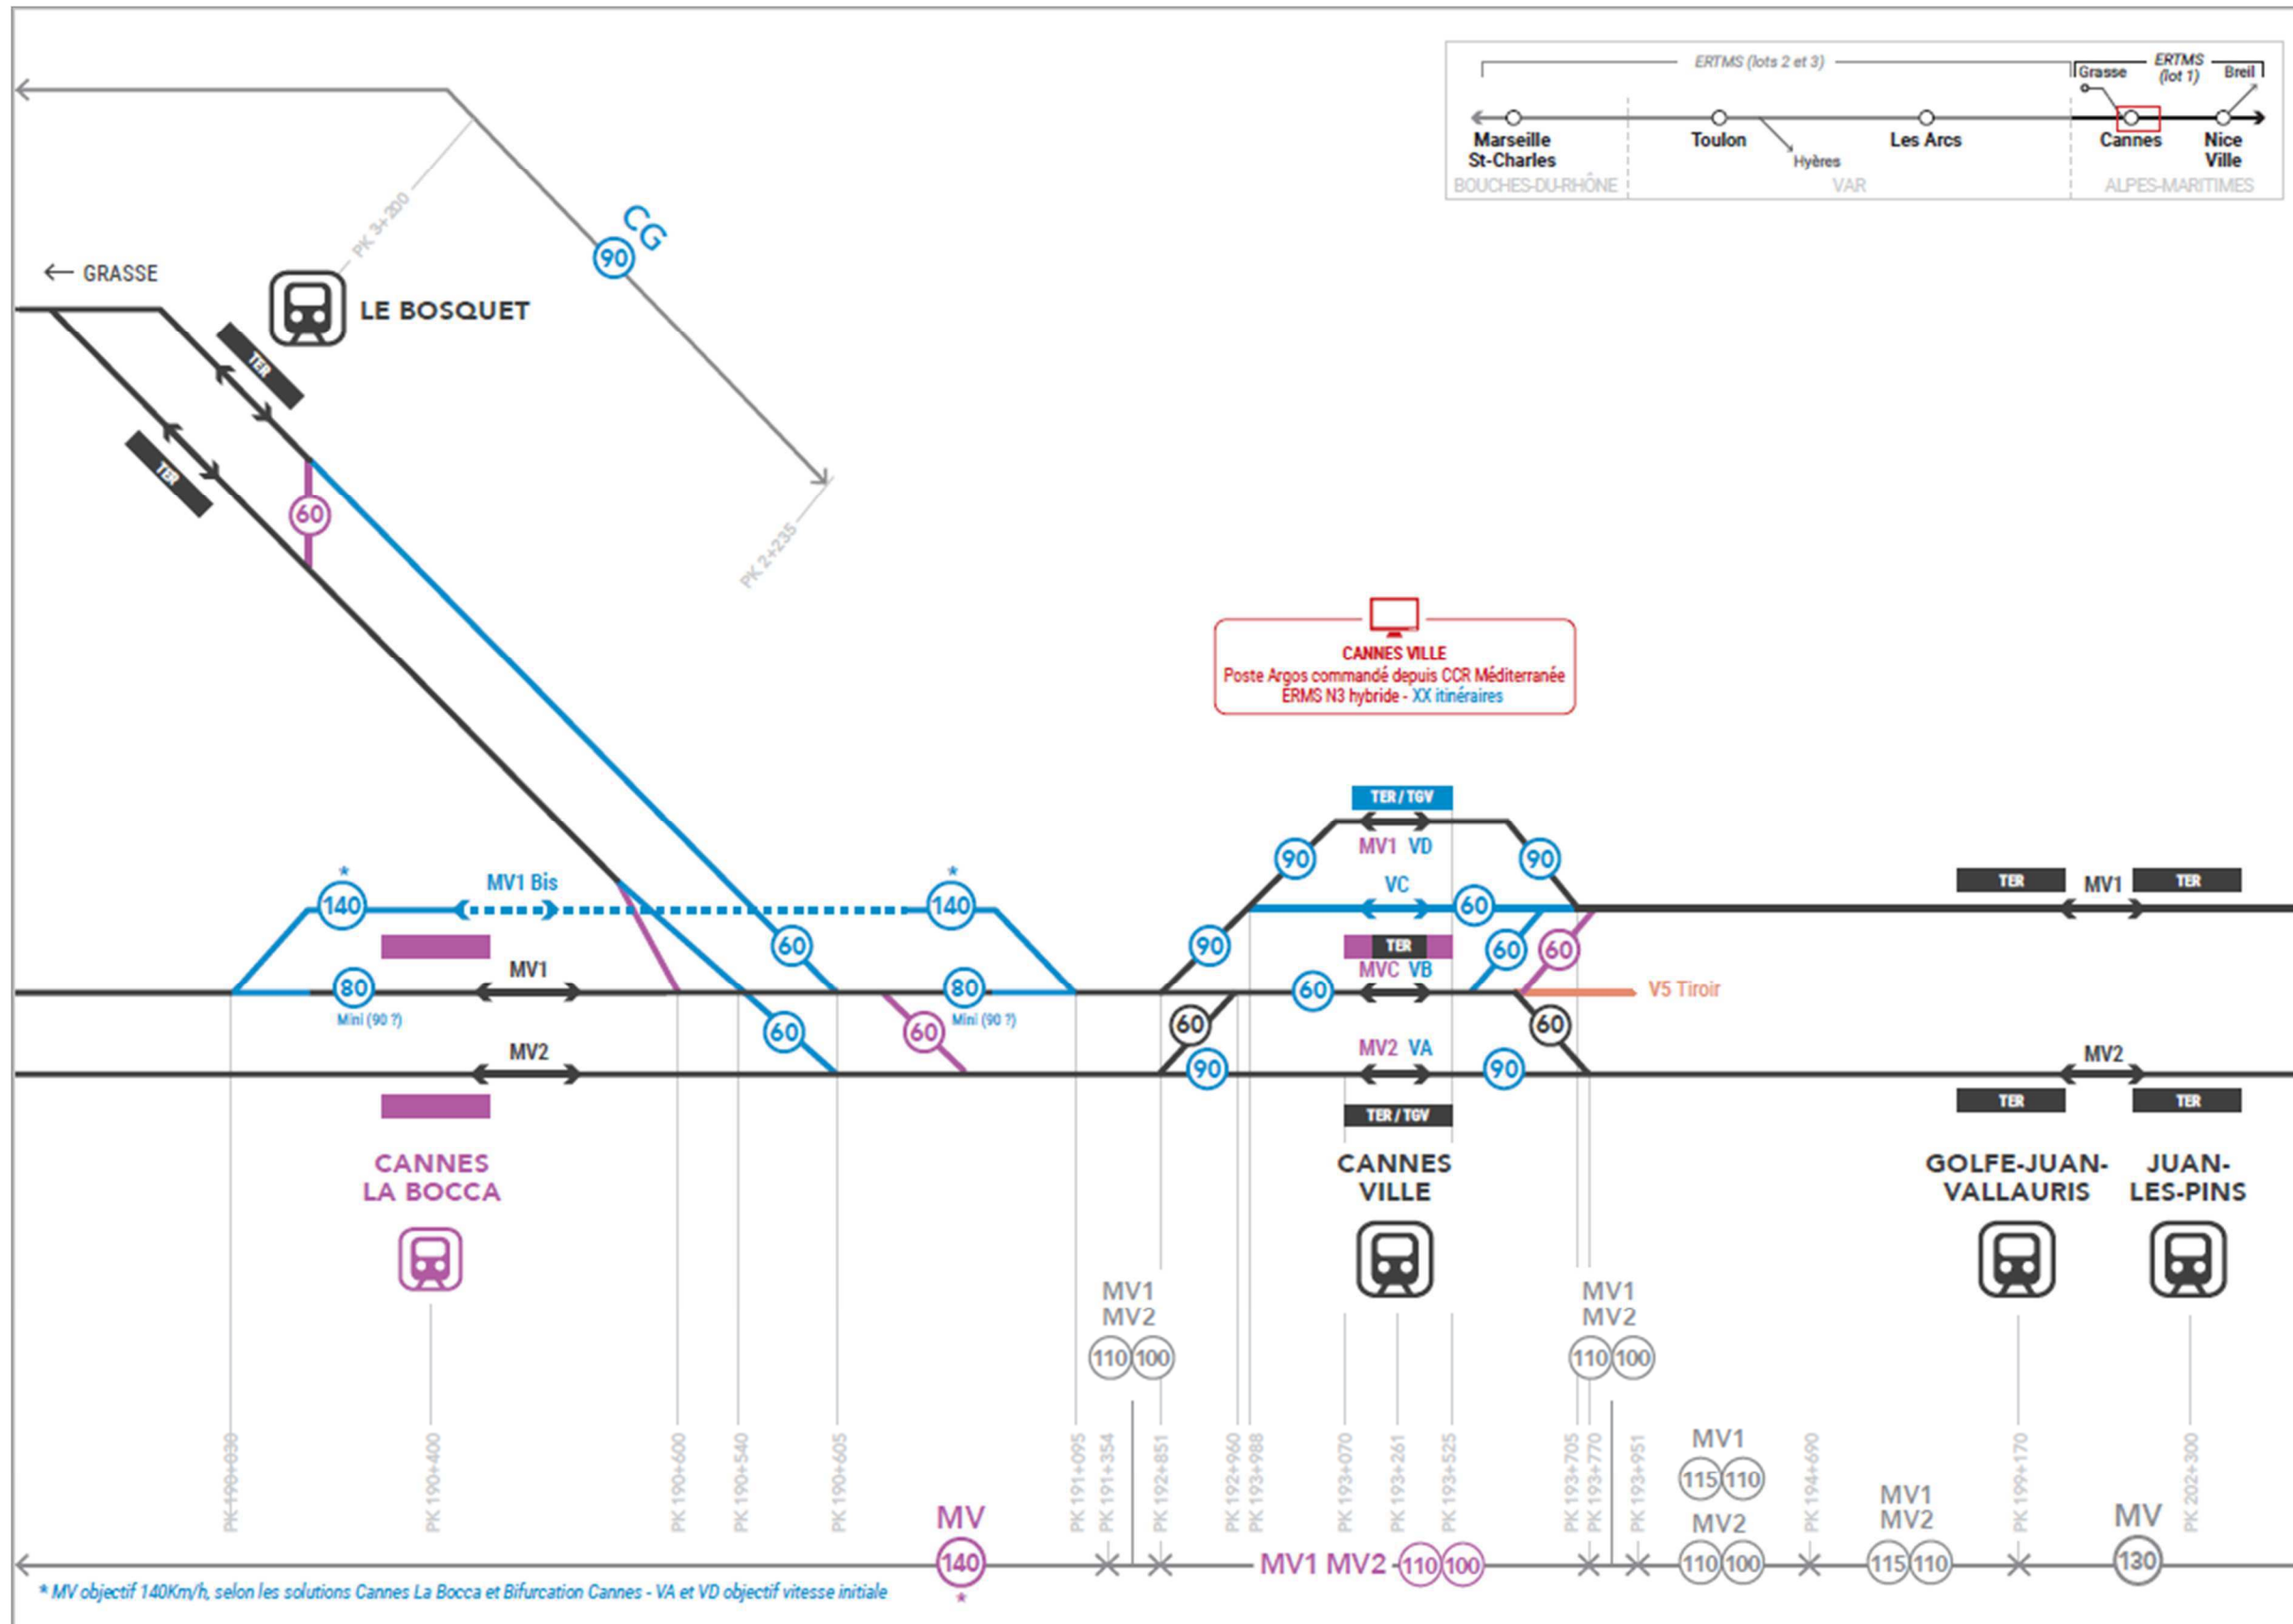 ERTMS (lots 2 et 3)
ERTMS
(lot 1)
Grasse
Breil
Marseille
St-Charles
Toulon
Hyères
Les Arcs
Cannes
Nice
Ville
BOUCHES-DU-RHÔNE
VAR
ALPES-MARITIMES
PK 3+200
CG
90
← GRASSE
LE BOSQUET
TER
TER
60
PK 2+235
CANNES VILLE
Poste Argos commandé depuis CCR Méditerranée
ERMS N3 hybride - XX itinéraires
TER / TGV
MV1 VD
90
90
* 140
MV1 Bis
* 140
VC
60
TER
MV1
TER
60
90
TER
60
60
MV1
80
Mini (90 ?)
80
Mini (90 ?)
60
MVC VB
V5 Tiroir
60
60
60
60
MV2
90
MV2 VA
90
MV2
TER / TGV
TER
TER
CANNES
LA BOCCA
CANNES
VILLE
GOLFE-JUAN-
VALLAURIS
JUAN-
LES-PINS
MV1
MV2
110 100
MV1
MV2
110 100
PK 190+030
PK 190+400
PK 190+600
PK 190+540
PK 190+605
PK 191+095
PK 191+354
PK 192+851
PK 192+960
PK 193+988
PK 193+070
PK 193+261
PK 193+525
PK 193+705
PK 193+770
PK 193+951
PK 194+690
PK 199+170
PK 202+300
MV1
115 110
MV2
110 100
MV1
MV2
115 110
MV
130
MV
140
*
MV1 MV2 110 100
* MV objectif 140Km/h, selon les solutions Cannes La Bocca et Bifurcation Cannes - VA et VD objectif vitesse initiale